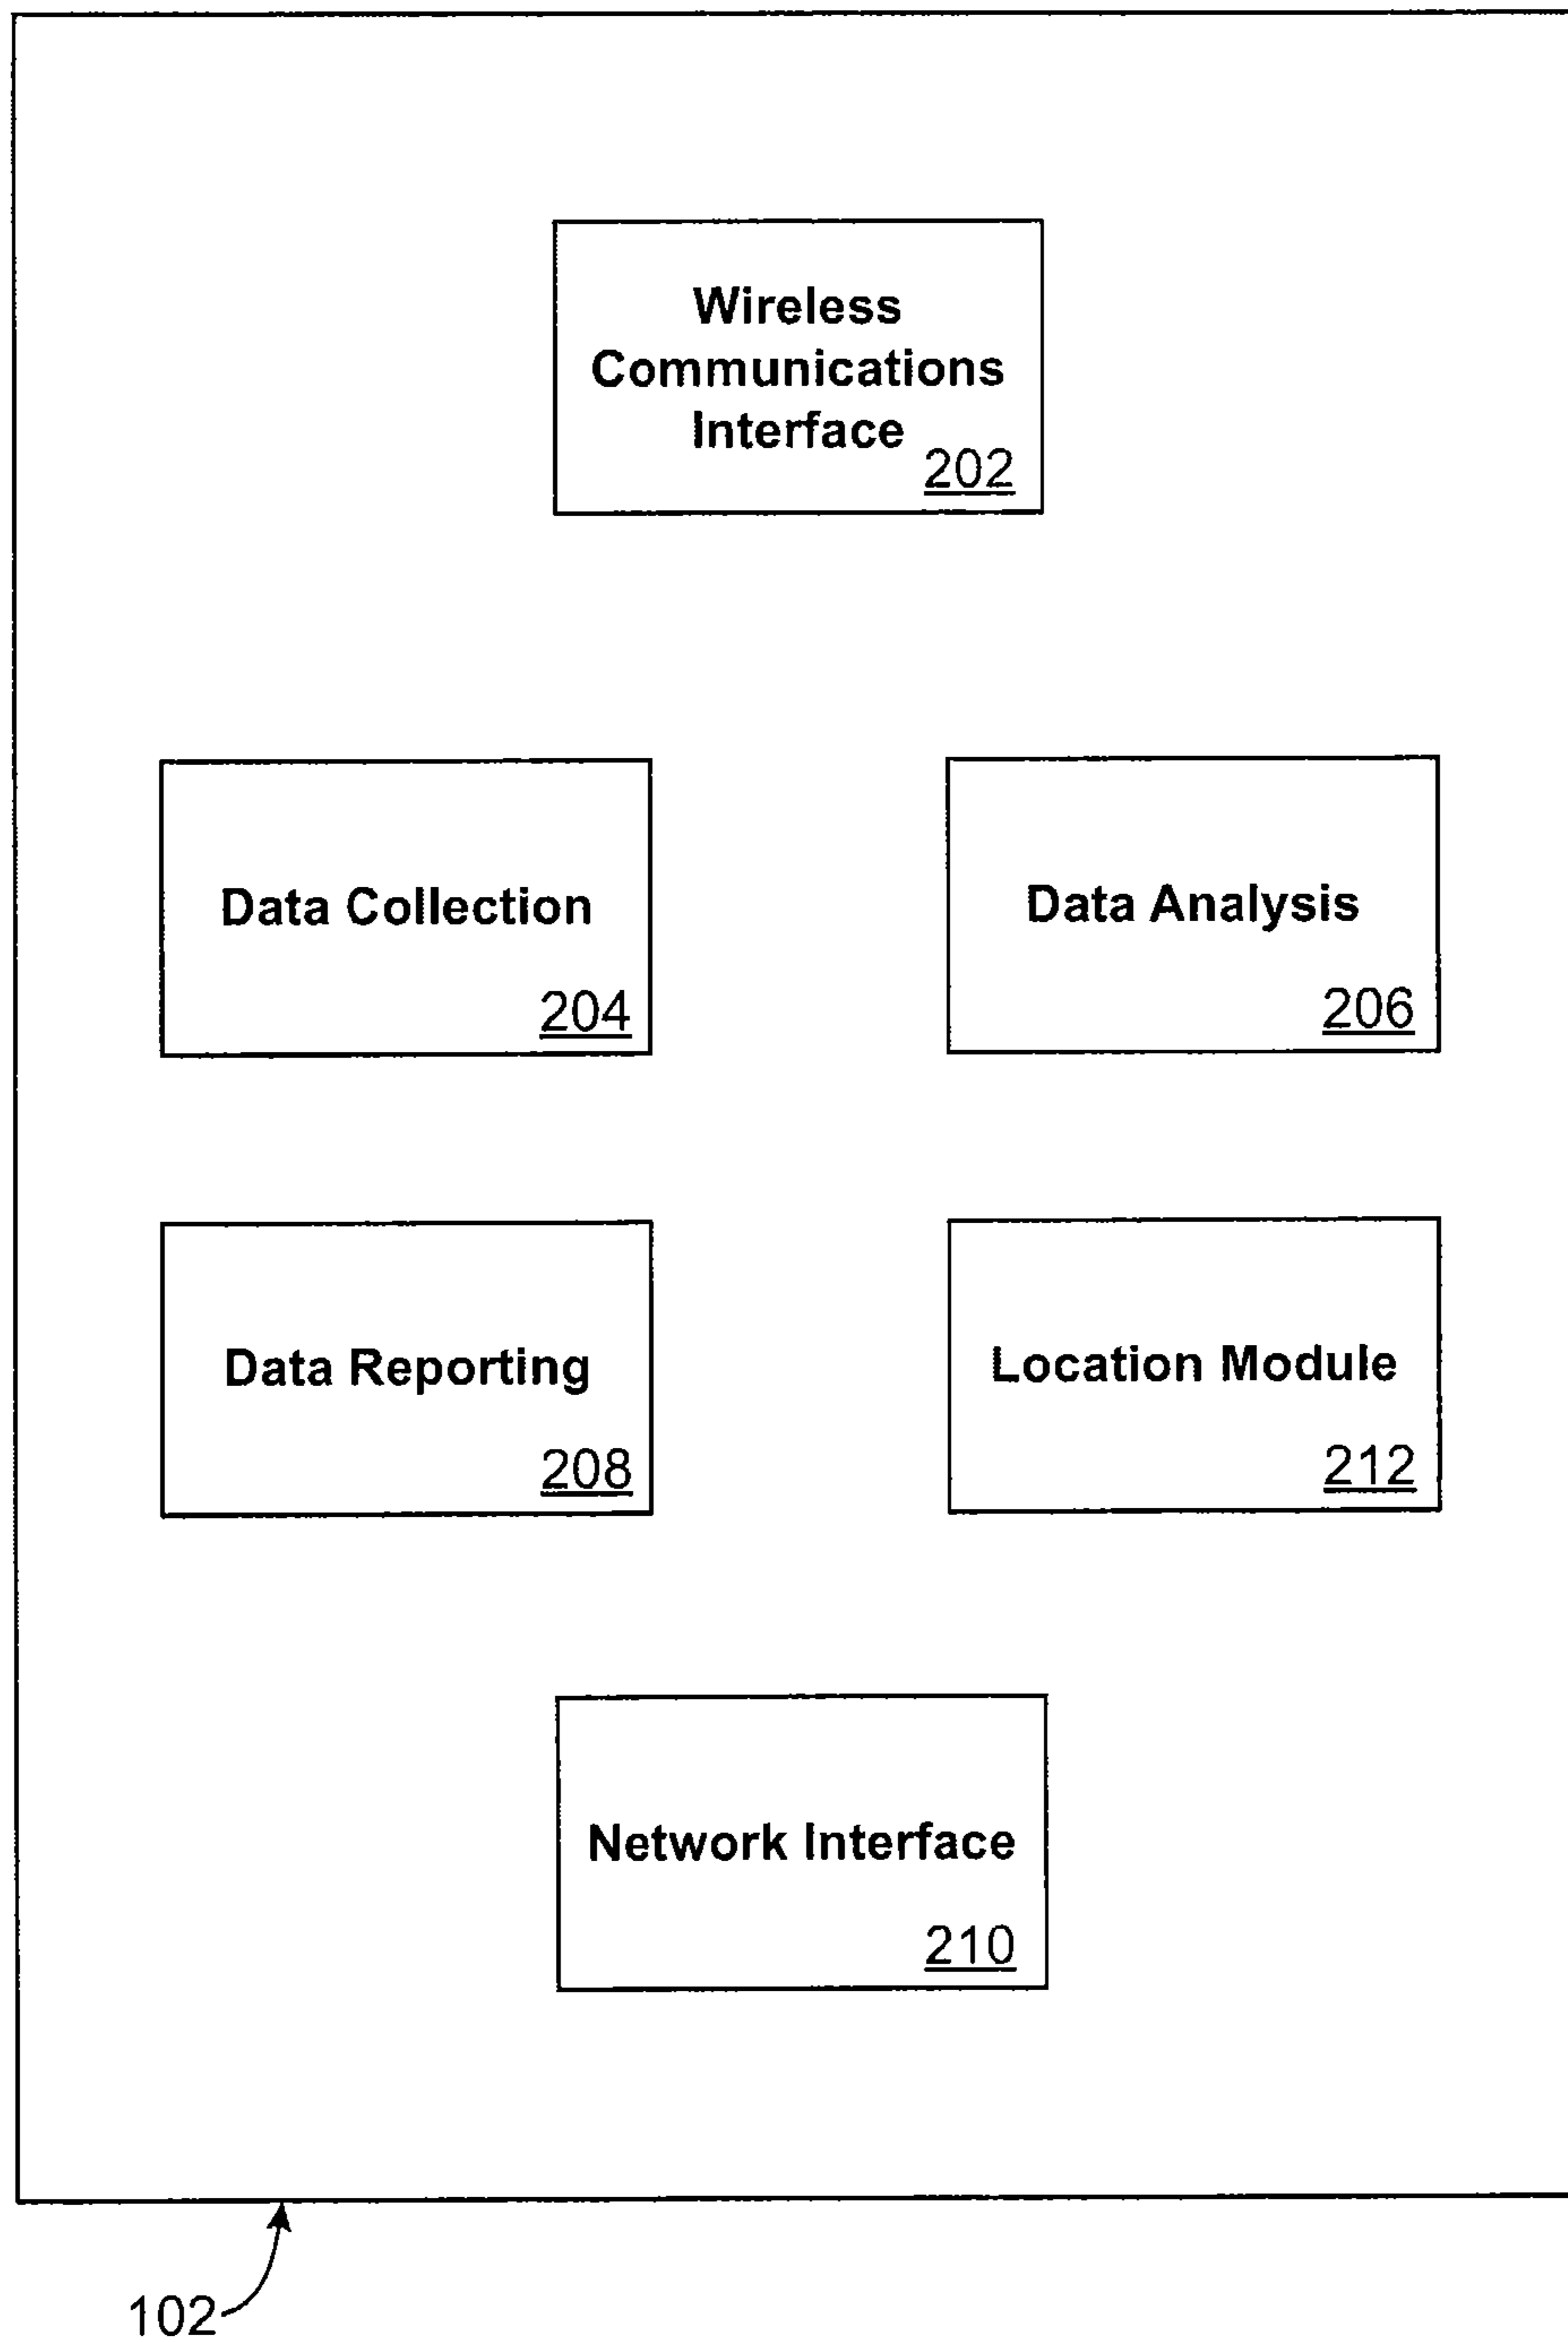 Wireless
Communications
Interface
202
Data Collection
204
Data Analysis
206
Data Reporting
208
Location Module
212
Network Interface
210
102